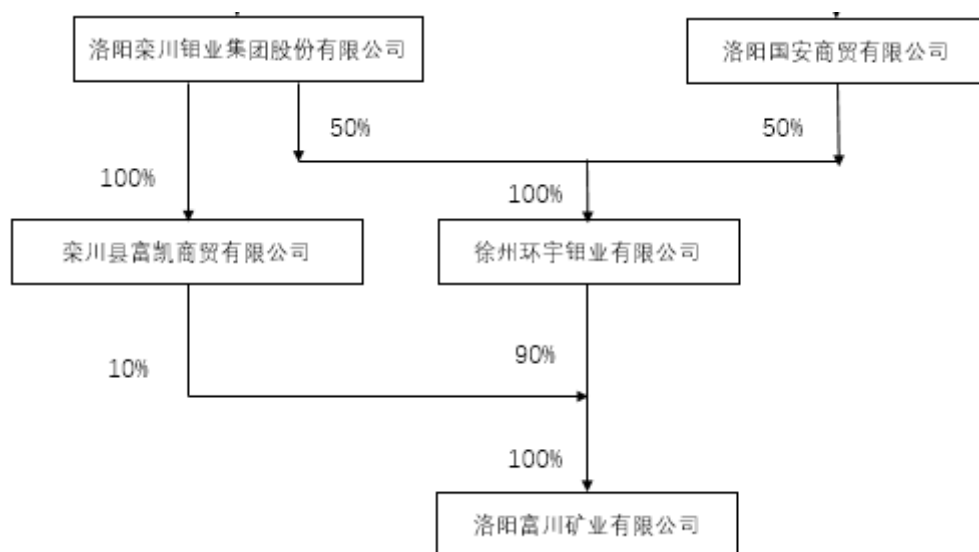 洛阳栾川钼业集团股份有限公司
洛阳国安商贸有限公司
50%
50%
100%
100%
栾川县富凯商贸有限公司
徐州环宇钼业有限公司
10%
90%
100%
洛阳富川矿业有限公司